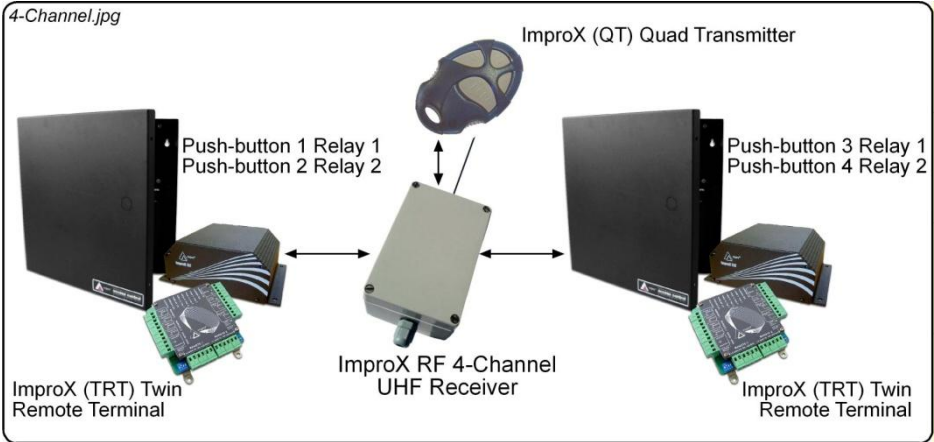 4-Channel.jpg
ImproX (QT) Quad Transmitter
Push-button 1 Relay 1
Push-button 2 Relay 2
Push-button 3 Relay 1
Push-button 4 Relay 2
ImproX RF 4-Channel
UHF Receiver
ImproX (TRT) Twin
Remote Terminal
ImproX (TRT) Twin
Remote Terminal